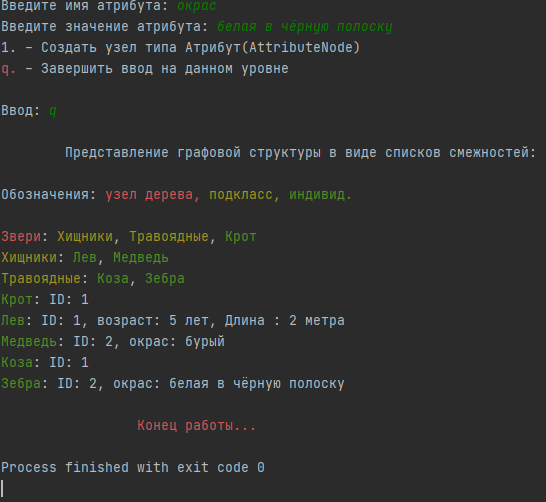 Введите имя атрибута: окрас
Введите значение атрибута: белая в чёрную полоску
1. – Создать узел типа Атрибут(AttributeNode)
q. – Завершить ввод на данном уровне
Ввод: q
Представление графовой структуры в виде списков смежностей:
Обозначения: узел дерева, подкласс, индивид.
Звери: Хищники, Травоядные, Крот
Хищники: Лев, Медведь
Травоядные: Коза, Зебра
Крот: ID: 1
Лев: ID: 1, возраст: 5 лет, Длина : 2 метра
Медведь: ID: 2, окрас: бурый
Коза: ID: 1
Зебра: ID: 2, окрас: белая в чёрную полоску
Конец работы...
Process finished with exit code 0